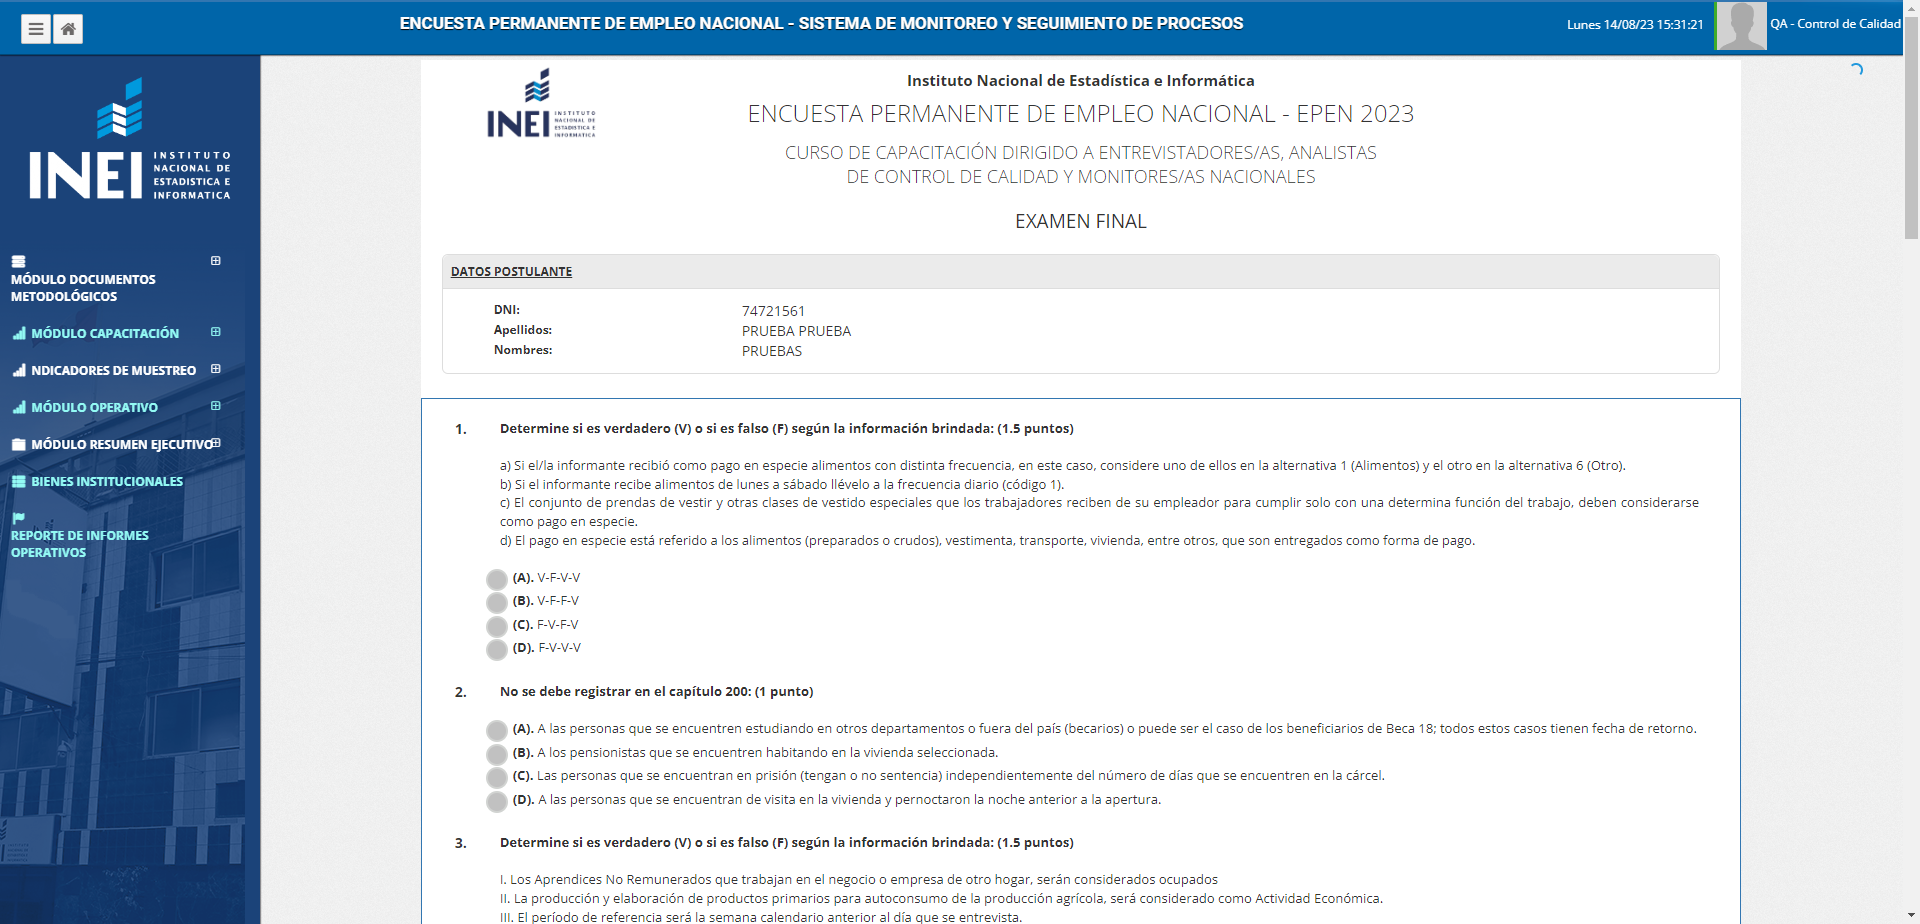 ENCUESTA PERMANENTE DE EMPLEO NACIONAL - SISTEMA DE MONITOREO Y SEGUIMIENTO DE PROCESOS
Lunes 14/08/23 15:31:21
QA - Control de Calidad
INEI
INSTITUTO
NACIONAL DE
ESTADISTICA E
INFORMATICA
MÓDULO DOCUMENTOS
METODOLÓGICOS
MÓDULO CAPACITACIÓN
NDICADORES DE MUESTREO
MÓDULO OPERATIVO
MÓDULO RESUMEN EJECUTIVO
BIENES INSTITUCIONALES
REPORTE DE INFORMES
OPERATIVOS
INEI
INSTITUTO
NACIONAL DE
ESTADISTICA E
INFORMATICA
Instituto Nacional de Estadística e Informática
ENCUESTA PERMANENTE DE EMPLEO NACIONAL - EPEN 2023
CURSO DE CAPACITACIÓN DIRIGIDO A ENTREVISTADORES/AS, ANALISTAS
DE CONTROL DE CALIDAD Y MONITORES/AS NACIONALES
EXAMEN FINAL
DATOS POSTULANTE
DNI: 74721561
Apellidos: PRUEBA PRUEBA
Nombres: PRUEBAS
1. Determine si es verdadero (V) o si es falso (F) según la información brindada: (1.5 puntos)
a) Si el/la informante recibió como pago en especie alimentos con distinta frecuencia, en este caso, considere uno de ellos en la alternativa 1 (Alimentos) y el otro en la alternativa 6 (Otro).
b) Si el informante recibe alimentos de lunes a sábado llévelo a la frecuencia diario (código 1).
c) El conjunto de prendas de vestir y otras clases de vestido especiales que los trabajadores reciben de su empleador para cumplir solo con una determina función del trabajo, deben considerarse
como pago en especie.
d) El pago en especie está referido a los alimentos (preparados o crudos), vestimenta, transporte, vivienda, entre otros, que son entregados como forma de pago.
(A). V-F-V-V
(B). V-F-F-V
(C). F-V-F-V
(D). F-V-V-V
2. No se debe registrar en el capítulo 200: (1 punto)
(A). A las personas que se encuentren estudiando en otros departamentos o fuera del país (becarios) o puede ser el caso de los beneficiarios de Beca 18; todos estos casos tienen fecha de retorno.
(B). A los pensionistas que se encuentren habitando en la vivienda seleccionada.
(C). Las personas que se encuentran en prisión (tengan o no sentencia) independientemente del número de días que se encuentren en la cárcel.
(D). A las personas que se encuentran de visita en la vivienda y pernoctaron la noche anterior a la apertura.
3. Determine si es verdadero (V) o si es falso (F) según la información brindada: (1.5 puntos)
I. Los Aprendices No Remunerados que trabajan en el negocio o empresa de otro hogar, serán considerados ocupados
II. La producción y elaboración de productos primarios para autoconsumo de la producción agrícola, será considerado como Actividad Económica.
III. El período de referencia será la semana calendario anterior al día que se entrevista.